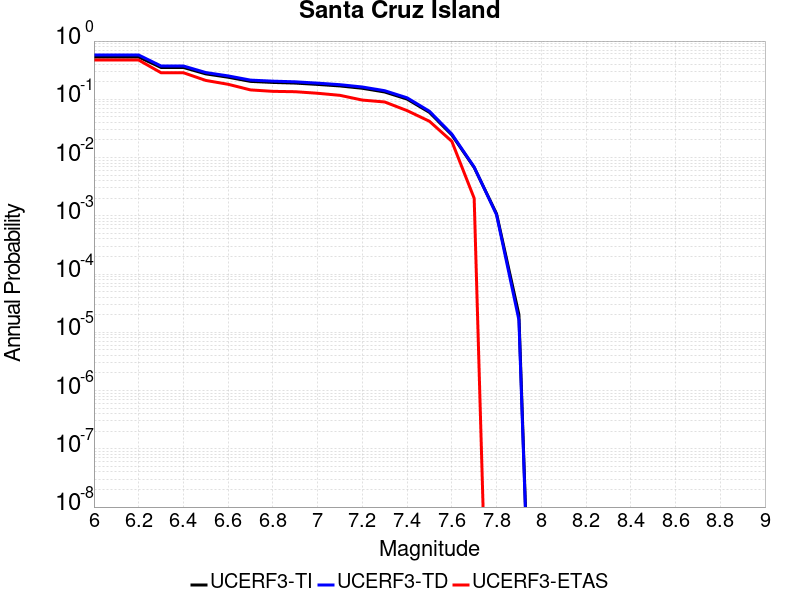 Santa Cruz Island
10^0
10^-1
10^-2
10^-3
10^-4
10^-5
10^-6
10^-7
10^-8
Annual Probability
6 6.2 6.4 6.6 6.8 7 7.2 7.4 7.6 7.8 8 8.2 8.4 8.6 8.8 9
Magnitude
UCERF3-TI UCERF3-TD UCERF3-ETAS